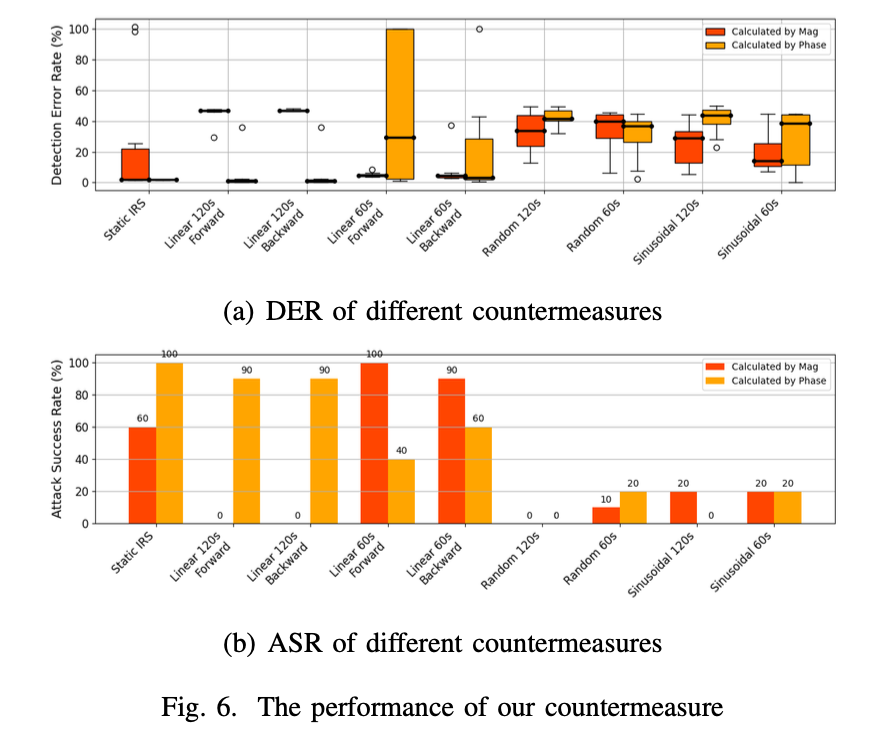 Detection Error Rate (%)
100
80
60
40
20
0
Calculated by Mag
Calculated by Phase
Static IRS
Linear 120s
Forward
Linear 120s
Backward
Linear 60s
Forward
Linear 60s
Backward
Random 120s
Random 60s
Sinusoidal 120s
Sinusoidal 60s
(a) DER of different countermeasures
Attack Success Rate (%)
100
80
60
40
20
0
Calculated by Mag
Calculated by Phase
60
100
0
90
0
90
100
40
90
60
0
0
10
20
20
0
20
20
Static IRS
Linear 120s
Forward
Linear 120s
Backward
Linear 60s
Forward
Linear 60s
Backward
Random 120s
Random 60s
Sinusoidal 120s
Sinusoidal 60s
(b) ASR of different countermeasures
Fig. 6. The performance of our countermeasure